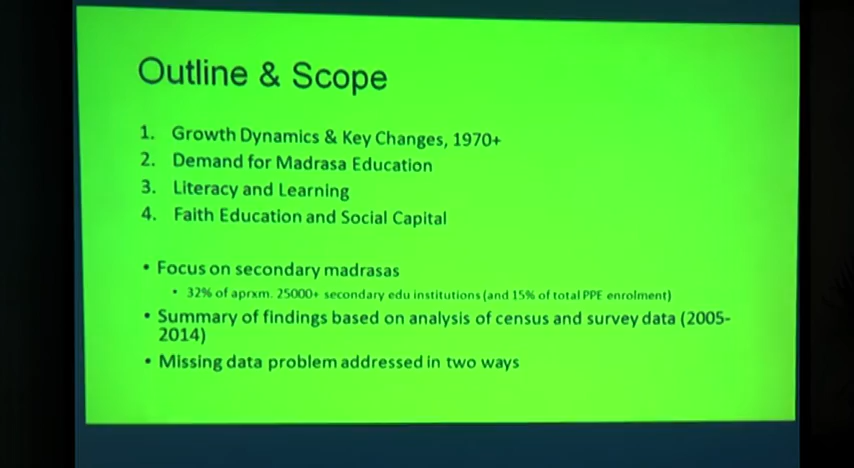 Outline & Scope
1. Growth Dynamics & Key Changes, 1970+
2. Demand for Madrasa Education
3. Literacy and Learning
4. Faith Education and Social Capital
• Focus on secondary madrasas
• 32% of aprxm. 25000+ secondary edu institutions (and 15% of total PPE enrolment)
• Summary of findings based on analysis of census and survey data (2005-
2014)
• Missing data problem addressed in two ways